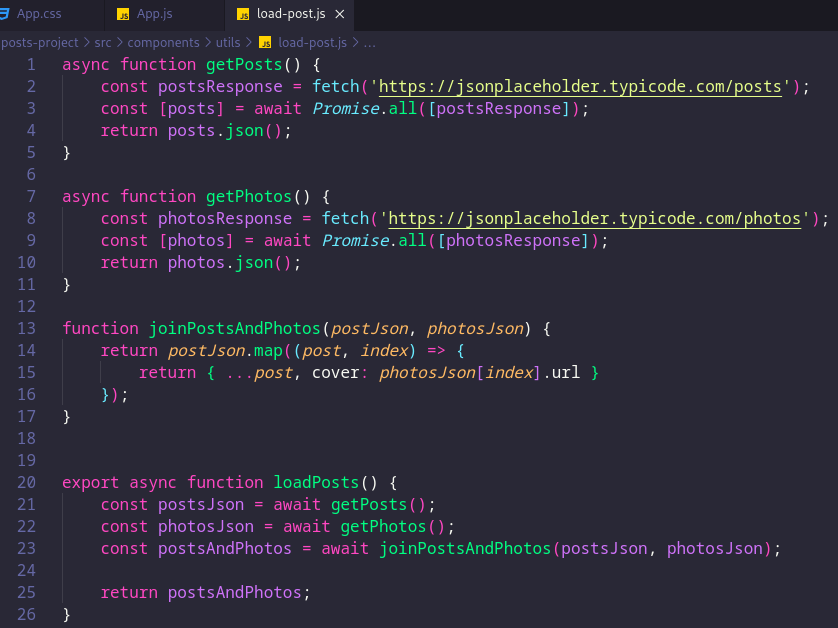 App.css JS App.js JS load-post.js ×
posts-project > src > components > utils > JS load-post.js > ...
1 async function getPosts() {
2 const postsResponse = fetch('https://jsonplaceholder.typicode.com/posts');
3 const [posts] = await Promise.all([postsResponse]);
4 return posts.json();
5 }
6
7 async function getPhotos() {
8 const photosResponse = fetch('https://jsonplaceholder.typicode.com/photos');
9 const [photos] = await Promise.all([photosResponse]);
10 return photos.json();
11 }
12
13 function joinPostsAndPhotos(postJson, photosJson) {
14 return postJson.map((post, index) => {
15 return { ...post, cover: photosJson[index].url }
16 });
17 }
18
19
20 export async function loadPosts() {
21 const postsJson = await getPosts();
22 const photosJson = await getPhotos();
23 const postsAndPhotos = await joinPostsAndPhotos(postsJson, photosJson);
24
25 return postsAndPhotos;
26 }